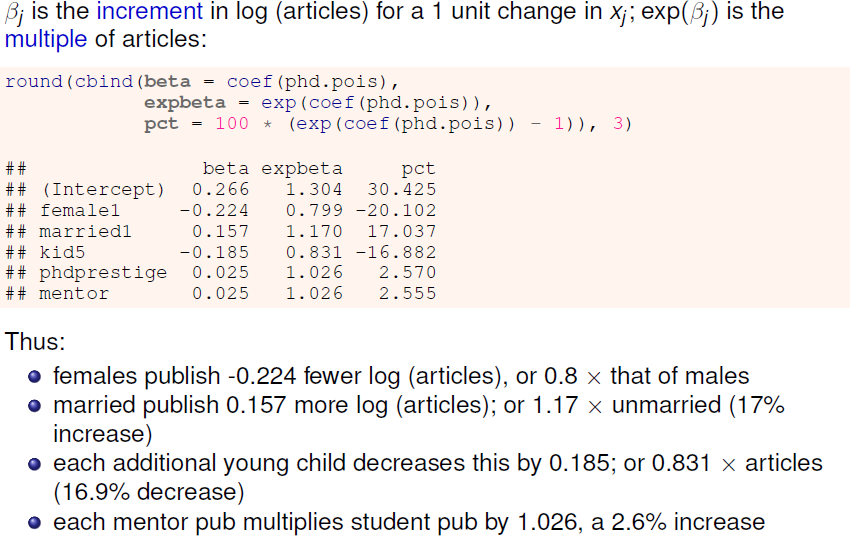 βj is the increment in log (articles) for a 1 unit change in xj; exp(βj) is the
multiple of articles:
round(cbind(beta = coef(phd.pois),
expbeta = exp(coef(phd.pois)),
pct = 100 * (exp(coef(phd.pois)) - 1)), 3)
## beta expbeta pct
## (Intercept) 0.266 1.304 30.425
## female1 -0.224 0.799 -20.102
## married1 0.157 1.170 17.037
## kid5 -0.185 0.831 -16.882
## phdprestige 0.025 1.026 2.570
## mentor 0.025 1.026 2.555
Thus:
females publish -0.224 fewer log (articles), or 0.8 × that of males
married publish 0.157 more log (articles); or 1.17 × unmarried (17%
increase)
each additional young child decreases this by 0.185; or 0.831 × articles
(16.9% decrease)
each mentor pub multiplies student pub by 1.026, a 2.6% increase